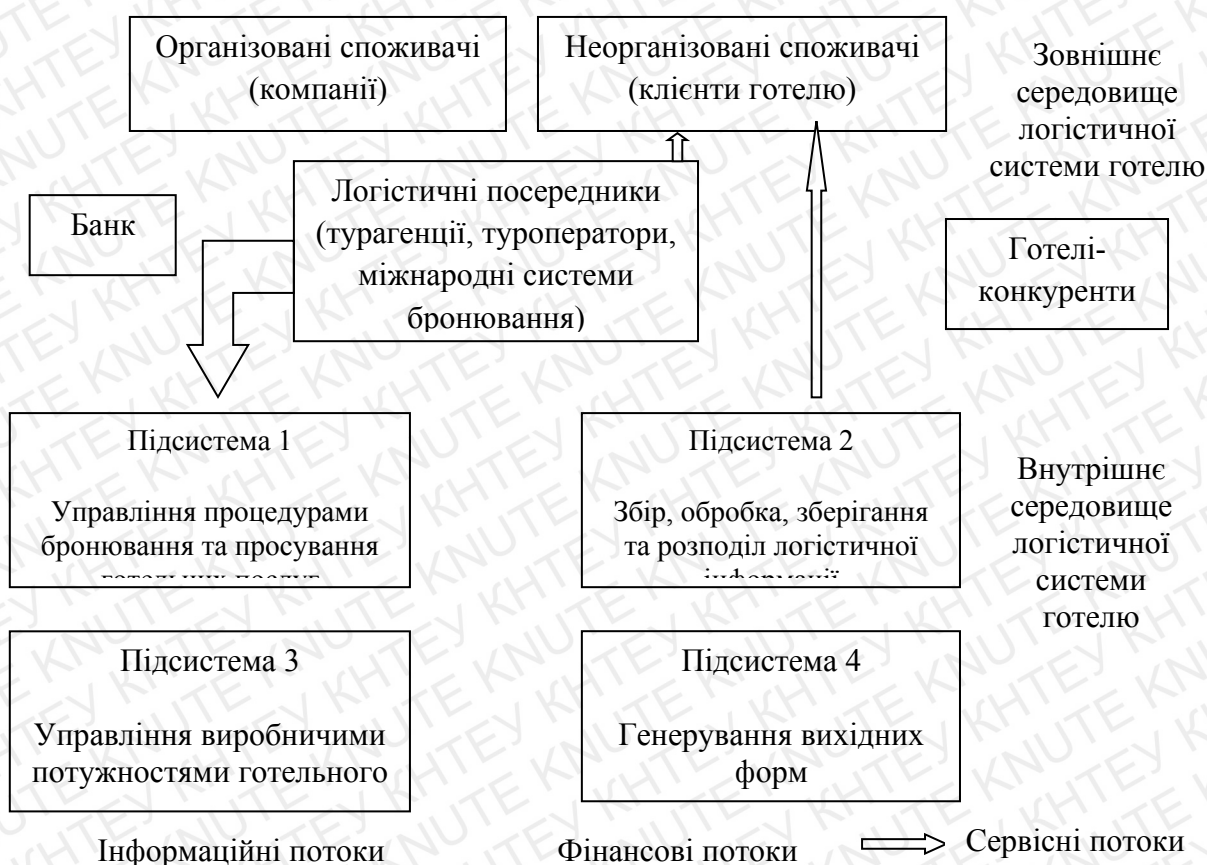 Організовані споживачі
(компанії)
Неорганізовані споживачі
(клієнти готелю)
Зовнішнє
середовище
логістичної
системи готелю
Банк
Логістичні посередники
(турагенції, туроператори,
міжнародні системи
бронювання)
Готелі-
конкуренти
Підсистема 1
Управління процедурами
бронювання та просування
готельних послуг
Підсистема 2
Збір, обробка, зберігання
та розподіл логістичної
інформації
Внутрішнє
середовище
логістичної
системи
готелю
Підсистема 3
Управління виробничими
потужностями готельного
Підсистема 4
Генерування вихідних
форм
Інформаційні потоки
Фінансові потоки
Сервісні потоки